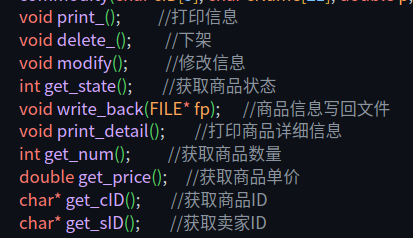 void print_();          //打印信息
void delete_();         //下架
void modify();          //修改信息
int get_state();        //获取商品状态
void write_back(FILE* fp);     //商品信息写回文件
void print_detail();       //打印商品详细信息
int get_num();          //获取商品数量
double get_price();     //获取商品单价
char* get_cID();        //获取商品ID
char* get_sID();        //获取卖家ID